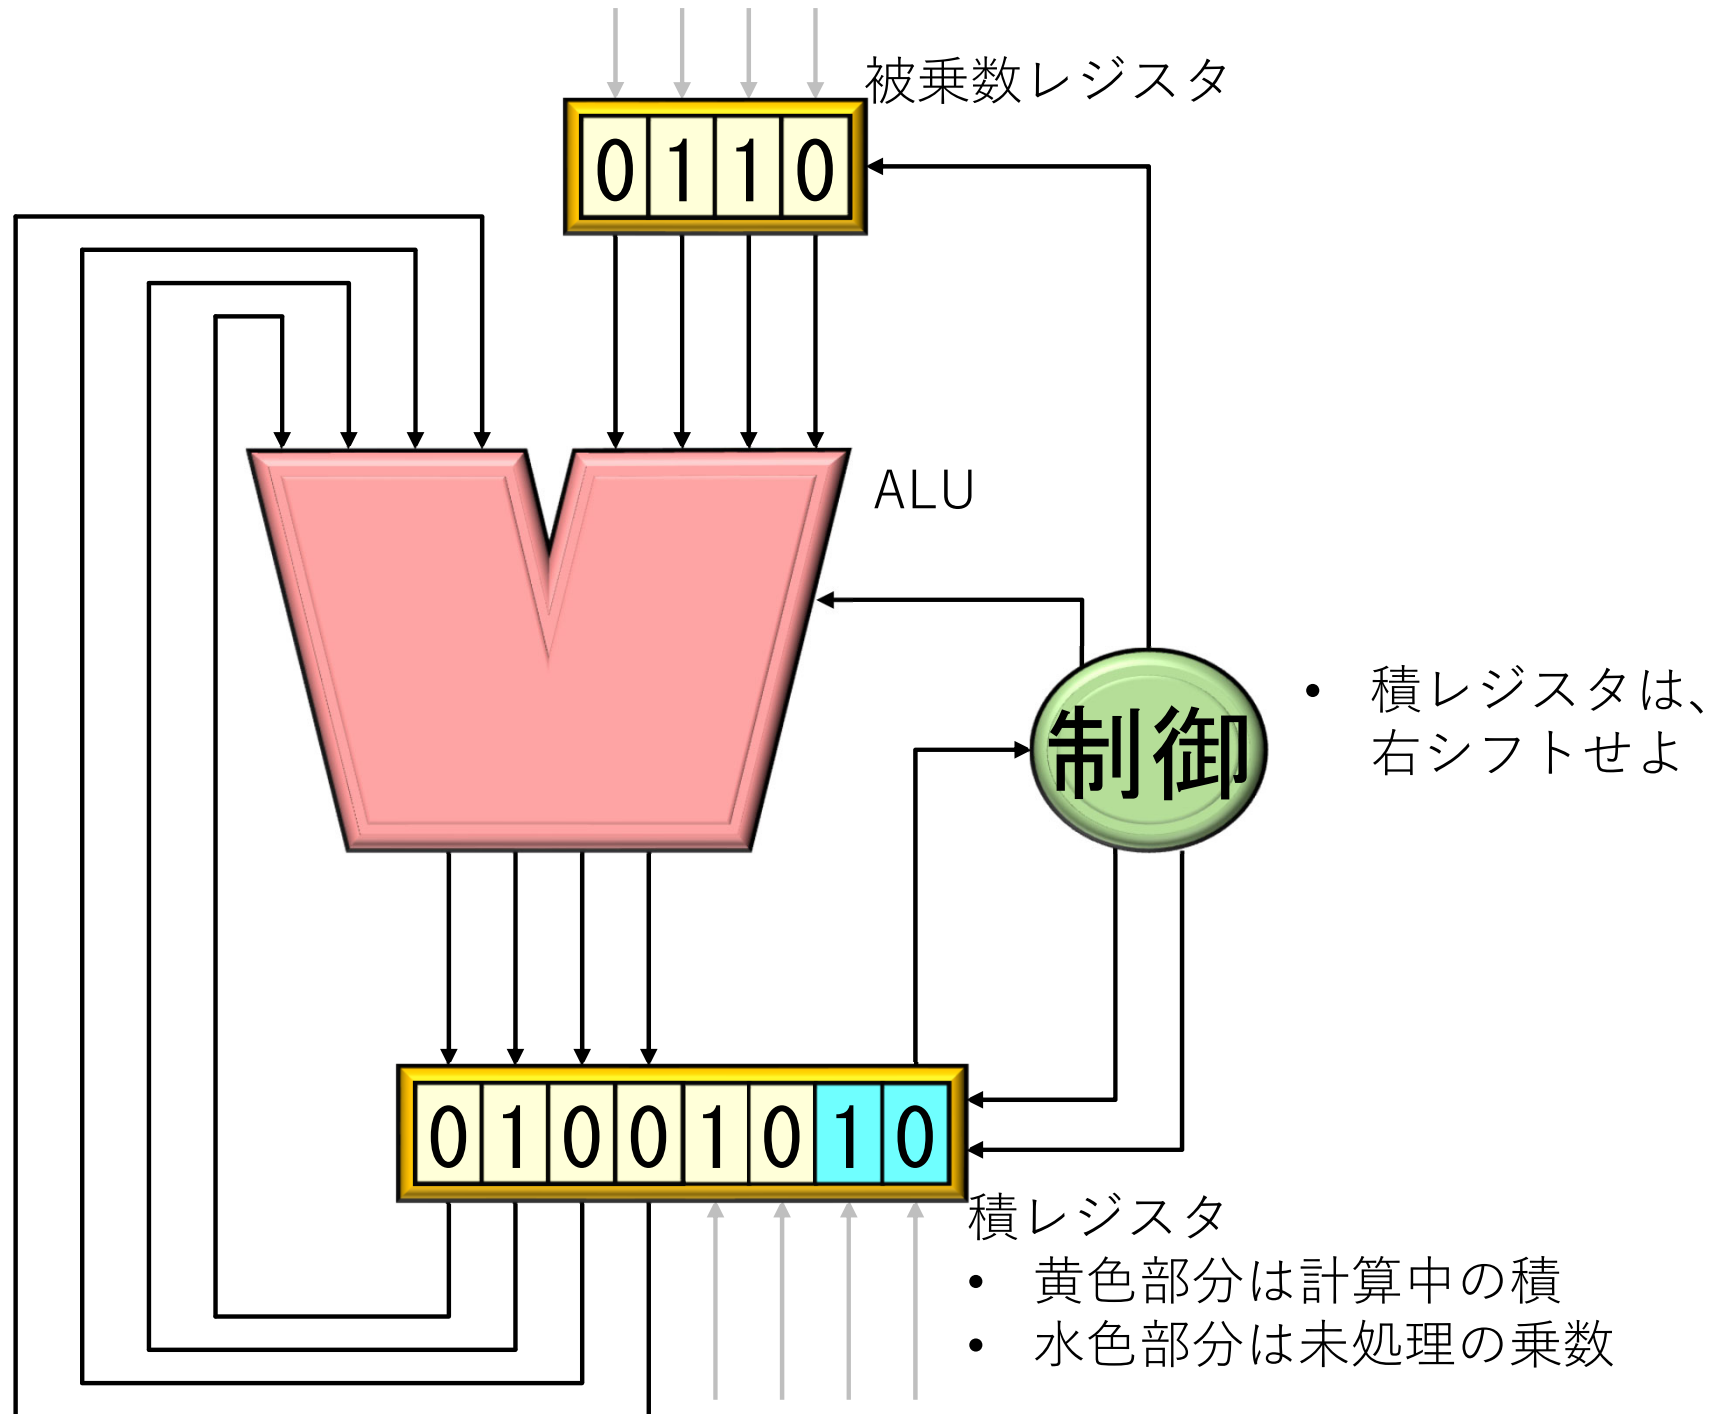 被乗数レジスタ
0110
ALU
制御
• 積レジスタは、
右シフトせよ
01001010
積レジスタ
• 黄色部分は計算中の積
• 水色部分は未処理の乗数